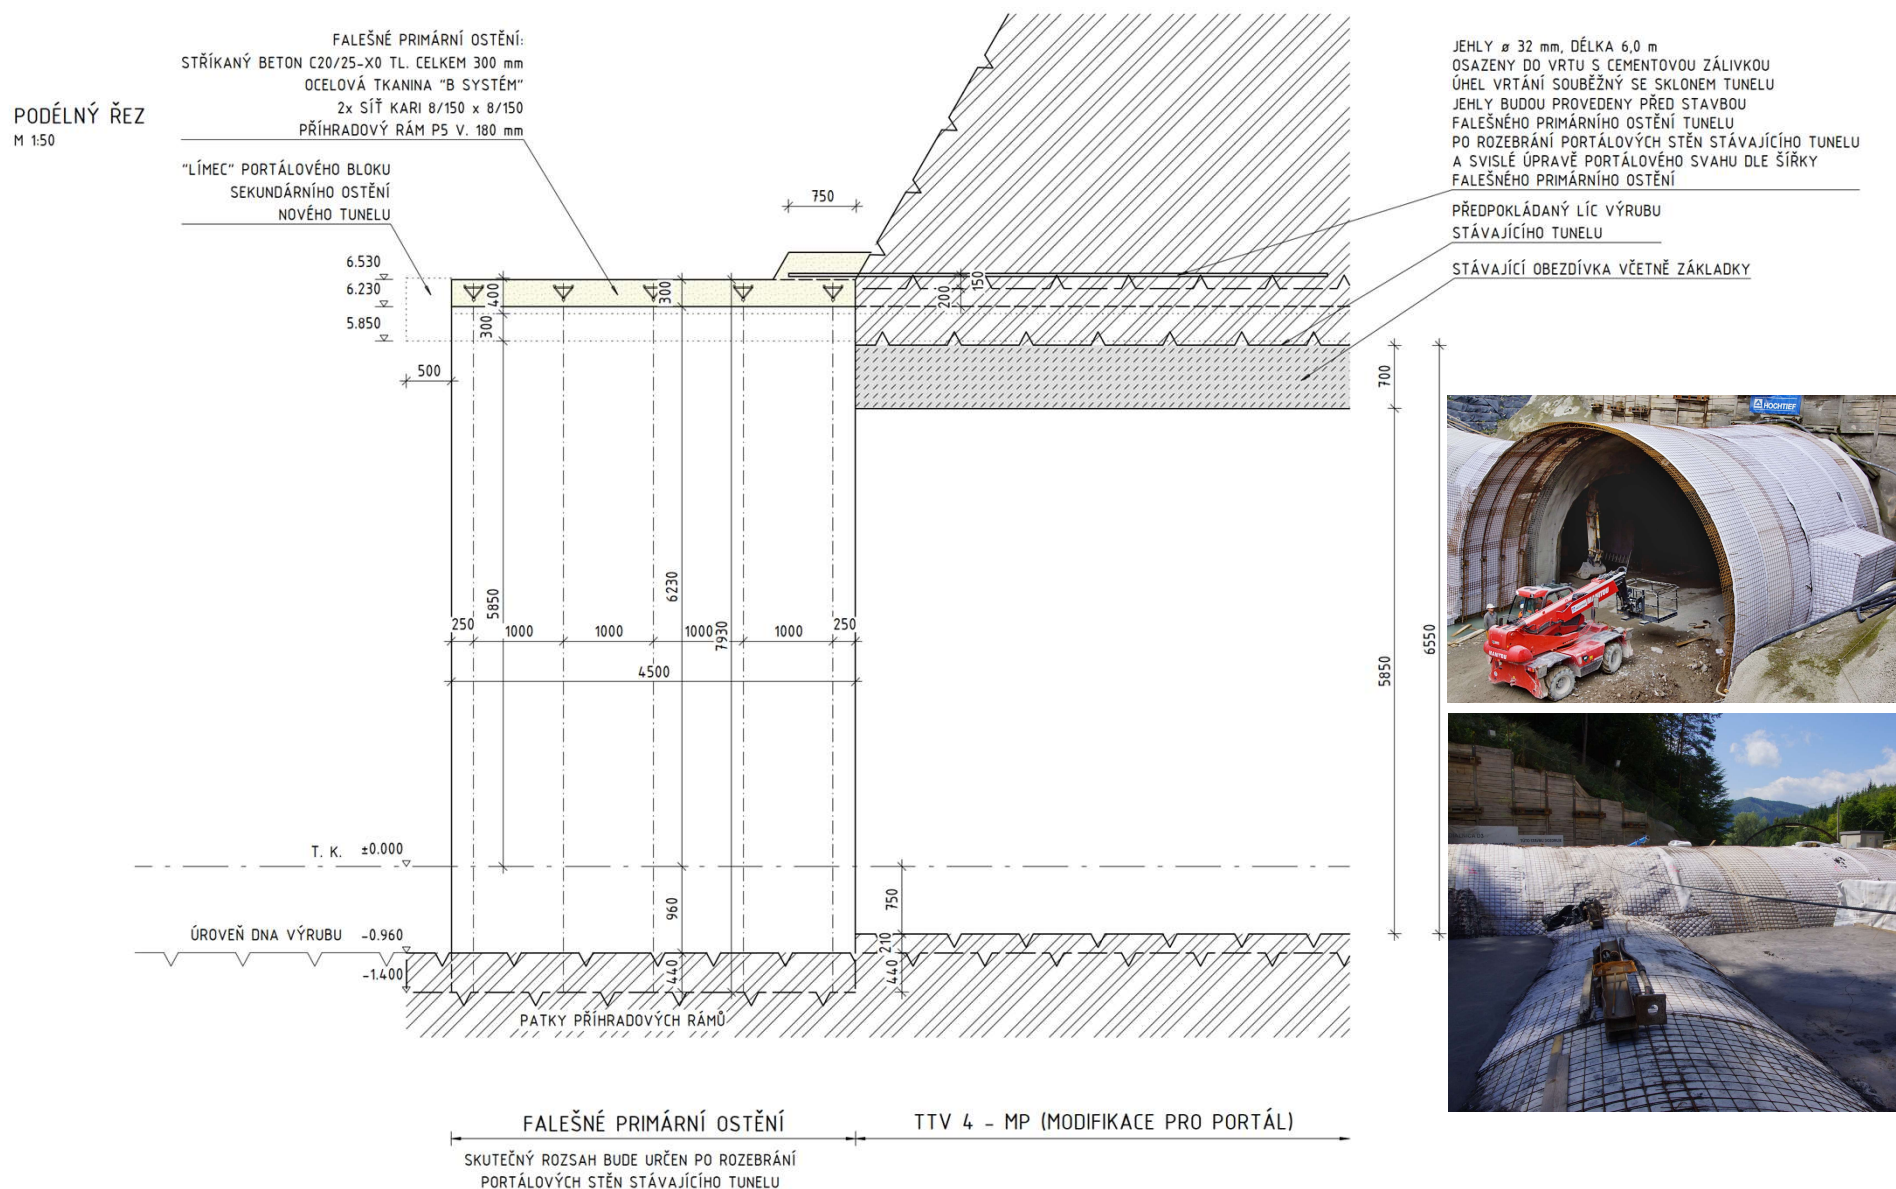 PODÉLNÝ ŘEZ
M 1:50
FALEŠNÉ PRIMÁRNÍ OSTĚNÍ:
STŘÍKANÝ BETON C20/25-X0 TL. CELKEM 300 mm
OCELOVÁ TKANINA "B SYSTÉM"
2x SÍŤ KARI 8/150 x 8/150
PŘÍHRADOVÝ RÁM P5 V. 180 mm
"LÍMEC" PORTÁLOVÉHO BLOKU
SEKUNDÁRNÍHO OSTĚNÍ
NOVÉHO TUNELU
JEHLY ø 32 mm, DÉLKA 6,0 m
OSAZENY DO VRTU S CEMENTOVOU ZÁLIVKOU
ÚHEL VRTÁNÍ SOUBĚŽNÝ SE SKLONEM TUNELU
JEHLY BUDOU PROVEDENY PŘED STAVBOU
FALEŠNÉHO PRIMÁRNÍHO OSTĚNÍ TUNELU
PO ROZEBRÁNÍ PORTÁLOVÝCH STĚN STÁVAJÍCÍHO TUNELU
A SVISLÉ ÚPRAVĚ PORTÁLOVÉHO SVAHU DLE ŠÍŘKY
FALEŠNÉHO PRIMÁRNÍHO OSTĚNÍ
PŘEDPOKLÁDANÝ LÍC VÝRUBU
STÁVAJÍCÍHO TUNELU
STÁVAJÍCÍ OBEZDÍVKA VČETNĚ ZÁKLADKY
750
6.530
6.230
5.850
400
300
300
150
200
500
700
HOCHTIEF
5850
6230
7930
250
1000
1000
1000
1000
250
4500
5850
6550
MANITOU
MANITOU
T. K. ±0.000
750
960
ÚROVEŇ DNA VÝRUBU -0.960
210
-1.400
440
440
PATKY PŘÍHRADOVÝCH RÁMŮ
FALEŠNÉ PRIMÁRNÍ OSTĚNÍ
TTV 4 - MP (MODIFIKACE PRO PORTÁL)
SKUTEČNÝ ROZSAH BUDE URČEN PO ROZEBRÁNÍ
PORTÁLOVÝCH STĚN STÁVAJÍCÍHO TUNELU